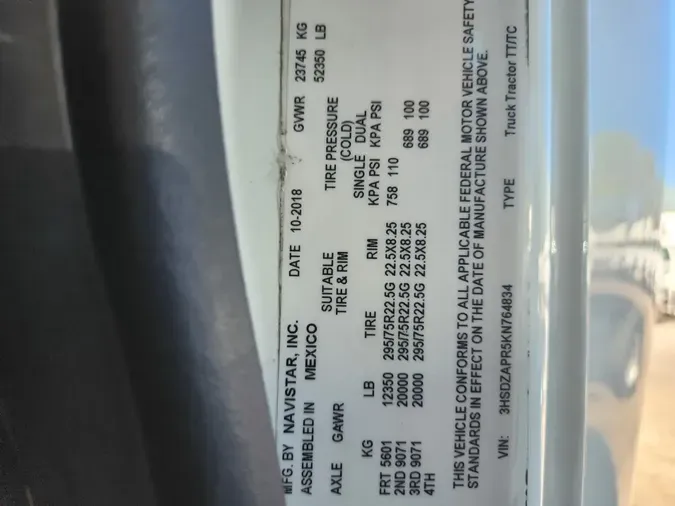 MFG. BY NAVISTAR, INC. DATE 10-2018 GVWR 23745 KG
ASSEMBLED IN MEXICO 52350 LB
SUITABLE TIRE PRESSURE
AXLE GAWR TIRE & RIM (COLD)
SINGLE DUAL
KG LB TIRE RIM KPA PSI KPA PSI
FRT 5601 12350 295/75R22.5G 22.5X8.25 758 110
2ND 9071 20000 295/75R22.5G 22.5X8.25 689 100
3RD 9071 20000 295/75R22.5G 22.5X8.25 689 100
4TH
THIS VEHICLE CONFORMS TO ALL APPLICABLE FEDERAL MOTOR VEHICLE SAFETY
STANDARDS IN EFFECT ON THE DATE OF MANUFACTURE SHOWN ABOVE.
VIN: 3HSDZAPR5KN764834 TYPE Truck Tractor TT/TC